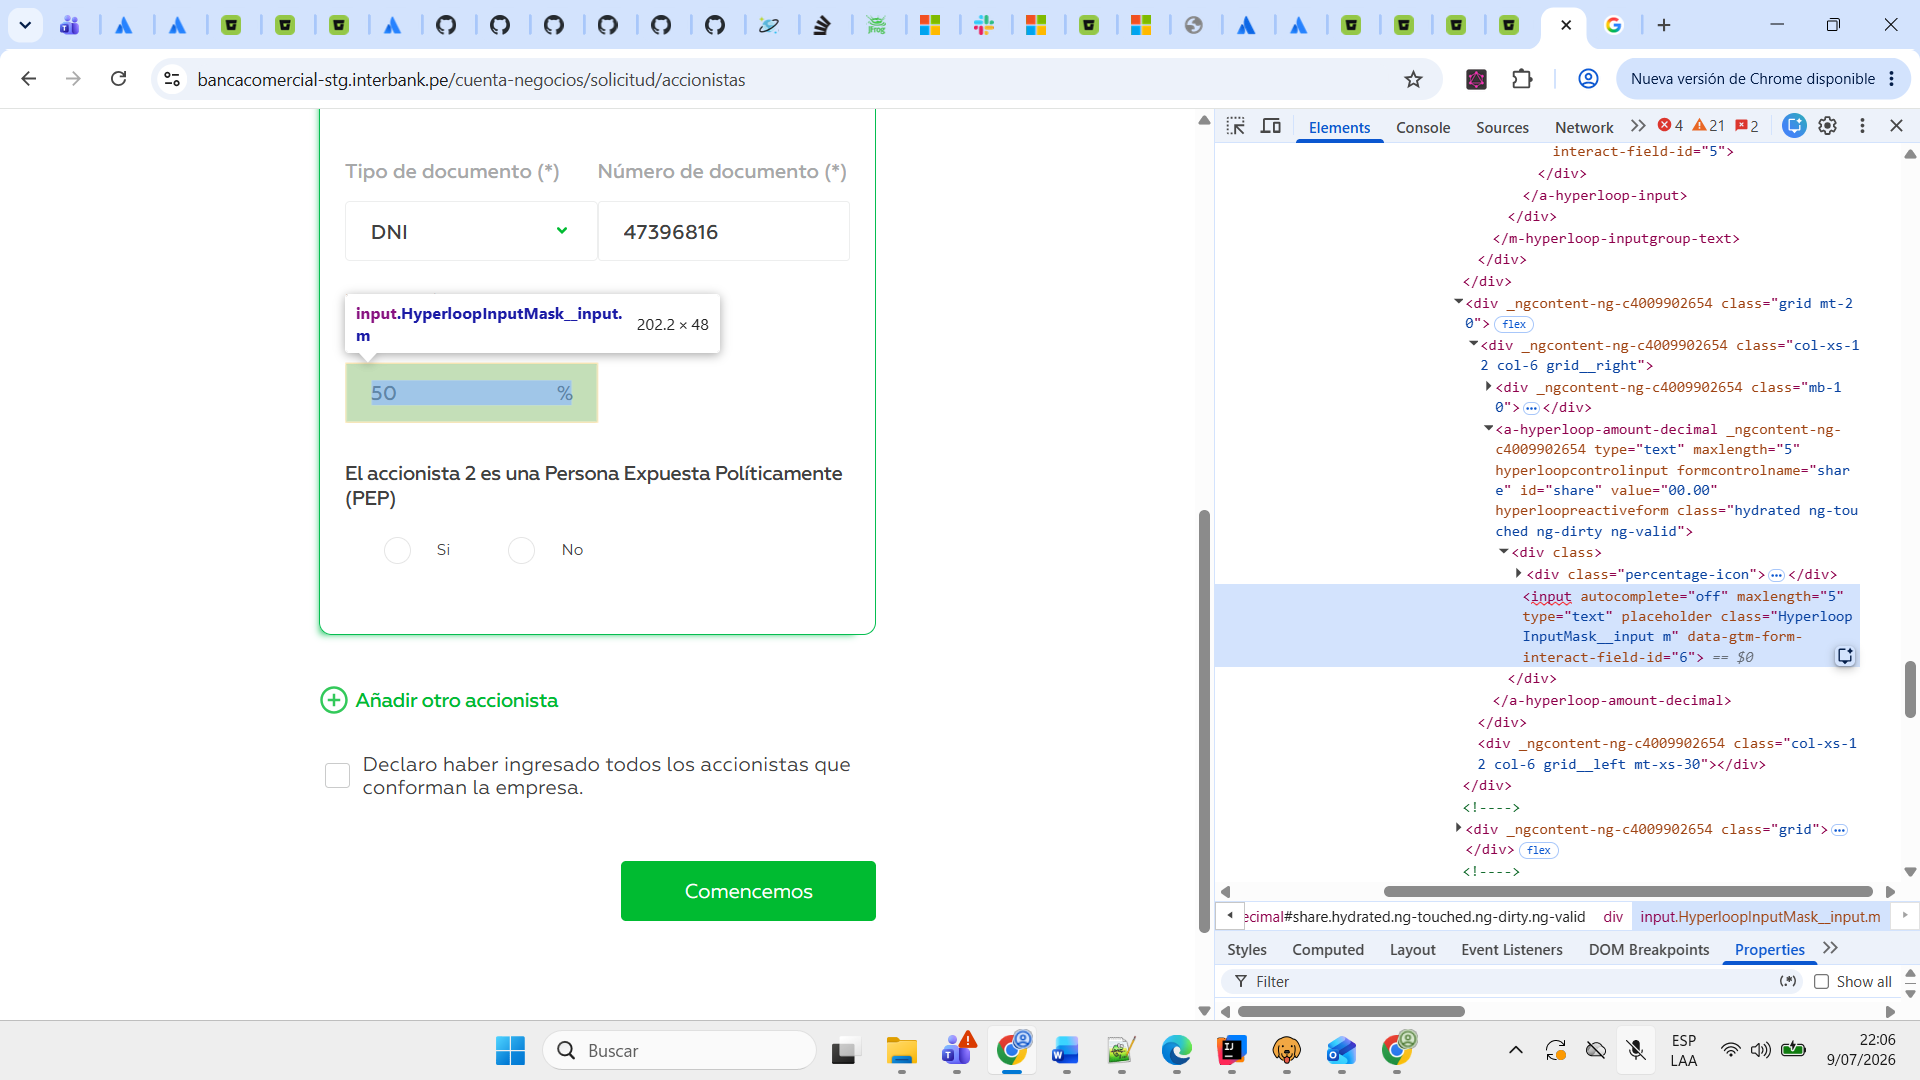 bancacomercial-stg.interbank.pe/cuenta-negocios/solicitud/accionistas
Nueva versión de Chrome disponible
Tipo de documento (*)
Número de documento (*)
DNI
47396816
input.HyperloopInputMask__input.
m
202.2 × 48
50
%
El accionista 2 es una Persona Expuesta Políticamente
(PEP)
Si
No
Añadir otro accionista
Declaro haber ingresado todos los accionistas que
conforman la empresa.
Comencemos
Elements
Console
Sources
Network
4
21
2
interact-field-id="5">
</div>
</a-hyperloop-input>
</div>
</m-hyperloop-inputgroup-text>
</div>
</div>
<div _ngcontent-ng-c4009902654 class="grid mt-2
0"> flex
<div _ngcontent-ng-c4009902654 class="col-xs-1
2 col-6 grid__right">
<div _ngcontent-ng-c4009902654 class="mb-1
0"> ⋯ </div>
<a-hyperloop-amount-decimal _ngcontent-ng-
c4009902654 type="text" maxlength="5"
hyperloopcontrolinput formcontrolname="shar
e" id="share" value="00.00"
hyperloopreactiveform class="hydrated ng-tou
ched ng-dirty ng-valid">
<div class>
<div class="percentage-icon"> ⋯ </div>
<input autocomplete="off" maxlength="5"
type="text" placeholder class="Hyperloop
InputMask__input m" data-gtm-form-
interact-field-id="6"> == $0
</div>
</a-hyperloop-amount-decimal>
</div>
<div _ngcontent-ng-c4009902654 class="col-xs-1
2 col-6 grid__left mt-xs-30"></div>
</div>
<!---->
<div _ngcontent-ng-c4009902654 class="grid"> ⋯
</div> flex
<!---->
ecimal#share.hydrated.ng-touched.ng-dirty.ng-valid
div
input.HyperloopInputMask__input.m
Styles
Computed
Layout
Event Listeners
DOM Breakpoints
Properties
Filter
(.*)
Show all
Buscar
ESP
LAA
22:06
9/07/2026